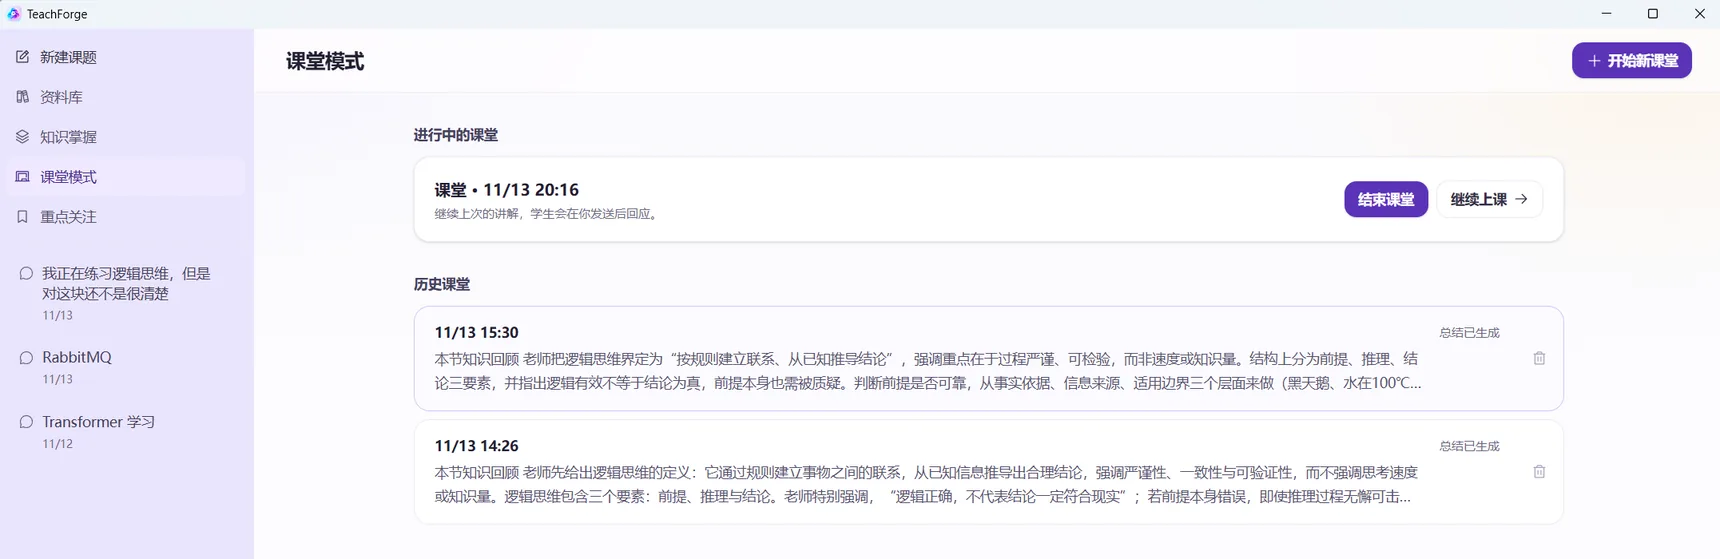 TeachForge
新建课题
资料库
知识掌握
课堂模式
重点关注
我正在练习逻辑思维，但是
对这块还不是很清楚
11/13
RabbitMQ
11/13
Transformer 学习
11/12
课堂模式
开始新课堂
进行中的课堂
课堂 • 11/13 20:16
继续上次的讲解，学生会在你发送后回应。
结束课堂
继续上课 →
历史课堂
11/13 15:30
总结已生成
本节知识回顾 老师把逻辑思维界定为“按规则建立联系、从已知推导结论”，强调重点在于过程严谨、可检验，而非速度或知识量。结构上分为前提、推理、结
论三要素，并指出逻辑有效不等于结论为真，前提本身也需被质疑。判断前提是否可靠，从事实依据、信息来源、适用边界三个层面来做（黑天鹅、水在100℃...
11/13 14:26
总结已生成
本节知识回顾 老师先给出逻辑思维的定义：它通过规则建立事物之间的联系，从已知信息推导出合理结论，强调严谨性、一致性与可验证性，而不强调思考速度
或知识量。逻辑思维包含三个要素：前提、推理与结论。老师特别强调，“逻辑正确，不代表结论一定符合现实”；若前提本身错误，即使推理过程无懈可击...